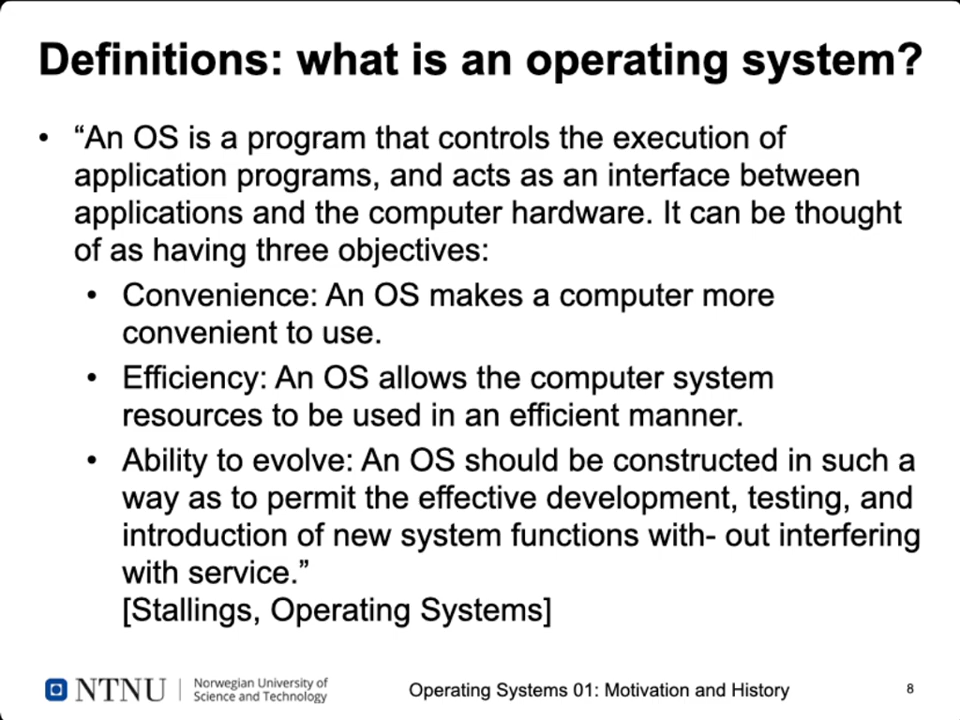 Definitions: what is an operating system?
• “An OS is a program that controls the execution of
application programs, and acts as an interface between
applications and the computer hardware. It can be thought
of as having three objectives:
• Convenience: An OS makes a computer more
convenient to use.
• Efficiency: An OS allows the computer system
resources to be used in an efficient manner.
• Ability to evolve: An OS should be constructed in such a
way as to permit the effective development, testing, and
introduction of new system functions with- out interfering
with service.”
[Stallings, Operating Systems]
NTNU
Norwegian University of
Science and Technology
Operating Systems 01: Motivation and History
8